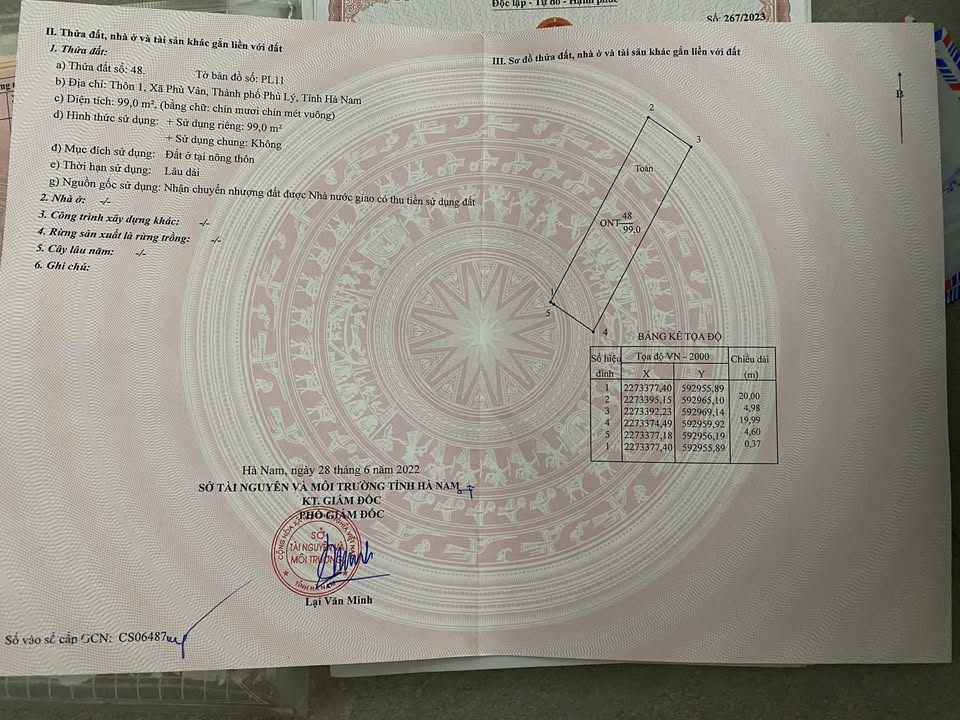 Độc lập - Tự do - Hạnh phúc
Số: 267/2023
II. Thửa đất, nhà ở và tài sản khác gắn liền với đất
1. Thửa đất:
a) Thửa đất số: 48. Tờ bản đồ số: PL11
b) Địa chỉ: Thôn 1, Xã Phù Vân, Thành phố Phủ Lý, Tỉnh Hà Nam
c) Diện tích: 99,0 m², (bằng chữ: chín mươi chín mét vuông)
d) Hình thức sử dụng: + Sử dụng riêng: 99,0 m²
+ Sử dụng chung: Không
đ) Mục đích sử dụng: Đất ở tại nông thôn
e) Thời hạn sử dụng: Lâu dài
g) Nguồn gốc sử dụng: Nhận chuyển nhượng đất được Nhà nước giao có thu tiền sử dụng đất
2. Nhà ở: -/-
3. Công trình xây dựng khác: -/-
4. Rừng sản xuất là rừng trồng: -/-
5. Cây lâu năm: -/-
6. Ghi chú:
Hà Nam, ngày 28 tháng 6 năm 2022
SỞ TÀI NGUYÊN VÀ MÔI TRƯỜNG TỈNH HÀ NAM
KT. GIÁM ĐỐC
PHÓ GIÁM ĐỐC
SỞ
TÀI NGUYÊN VÀ
MÔI TRƯỜNG
TỈNH HÀ NAM
Lại Văn Minh
Số vào sổ cấp GCN: CS06487
III. Sơ đồ thửa đất, nhà ở và tài sản khác gắn liền với đất
B
2
3
Toàn
ONT 48
99,0
1
5
4
BẢNG KÊ TỌA ĐỘ
Số hiệu đỉnh Tọa độ VN - 2000 Chiều dài (m)
X Y
1 2273377,40 592955,89
20,00
2 2273395,15 592965,10
4,98
3 2273392,23 592969,14
19,99
4 2273374,49 592959,92
4,60
5 2273377,18 592956,19
0,37
1 2273377,40 592955,89